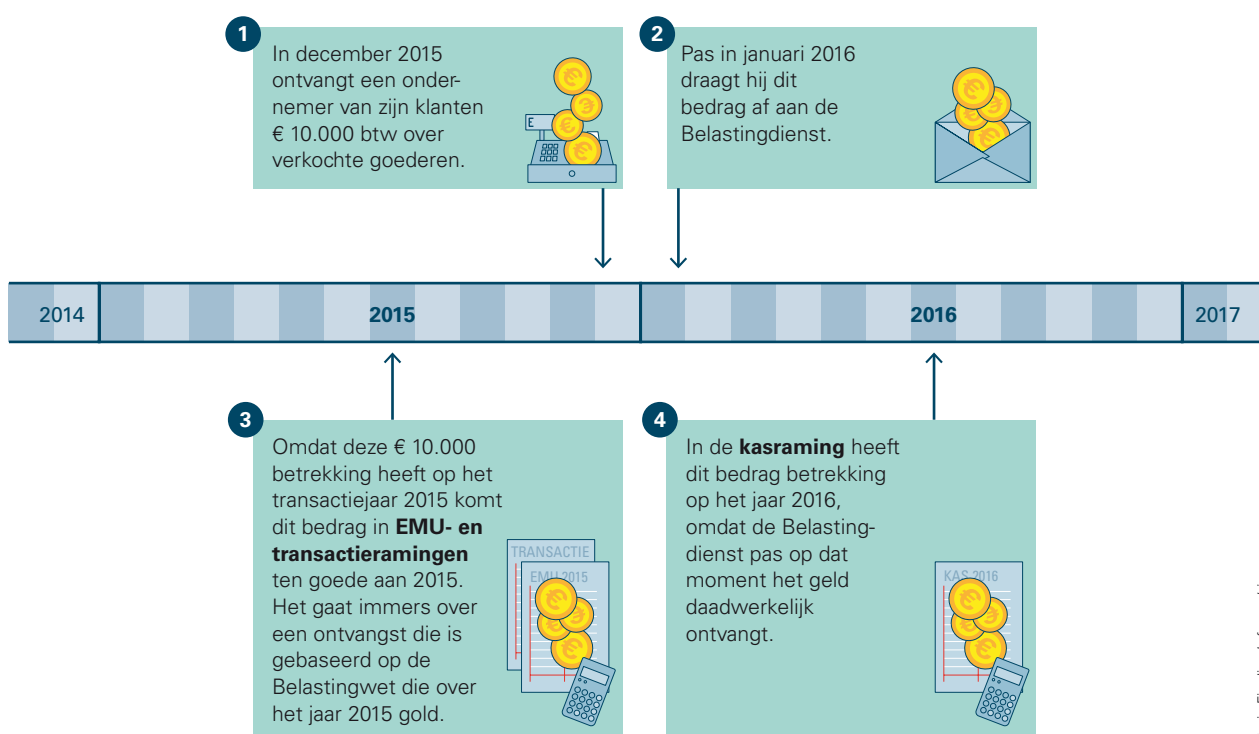 1
In december 2015
ontvangt een onder-
nemer van zijn klanten
€ 10.000 btw over
verkochte goederen.
E
2
Pas in januari 2016
draagt hij dit
bedrag af aan de
Belastingdienst.
2014
2015
2016
2017
3
Omdat deze € 10.000
betrekking heeft op het
transactiejaar 2015 komt
dit bedrag in EMU- en
transactieramingen
ten goede aan 2015.
Het gaat immers over
een ontvangst die is
gebaseerd op de
Belastingwet die over
het jaar 2015 gold.
TRANSACTIE
EMU 2015
4
In de kasraming heeft
dit bedrag betrekking
op het jaar 2016,
omdat de Belasting-
dienst pas op dat
moment het geld
daadwerkelijk
ontvangt.
KAS 2016